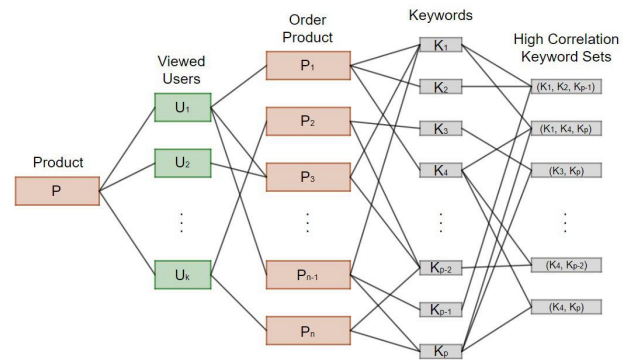 Product
P
Viewed
Users
U₁
U₂
⋮
Uₖ
Order
Product
P₁
P₂
P₃
⋮
Pₙ₋₁
Pₙ
Keywords
K₁
K₂
K₃
K₄
⋮
Kₚ₋₂
Kₚ₋₁
Kₚ
High Correlation
Keyword Sets
(K₁, K₂, Kₚ₋₁)
(K₁, K₄, Kₚ)
(K₃, Kₚ)
⋮
(K₄, Kₚ₋₂)
(K₄, Kₚ)